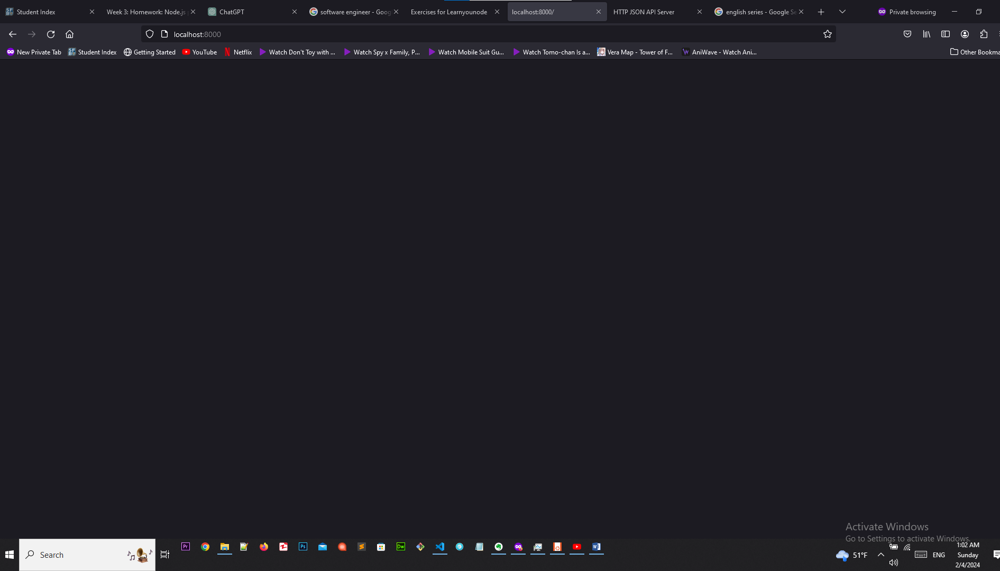 Student Index
Week 3: Homework: Node.js
ChatGPT
software engineer - Goog
Exercises for Learnyounode
localhost:8000/
HTTP JSON API Server
english series - Google Se
Private browsing
localhost:8000
New Private Tab
Student Index
Getting Started
YouTube
Netflix
Watch Don't Toy with ...
Watch Spy x Family, P...
Watch Mobile Suit Gu...
Watch Tomo-chan Is a...
Vera Map - Tower of F...
AniWave - Watch Ani...
Other Bookma
Activate Windows
Go to Settings to activate Windows.
Search
51°F
ENG
1:02 AM
Sunday
2/4/2024